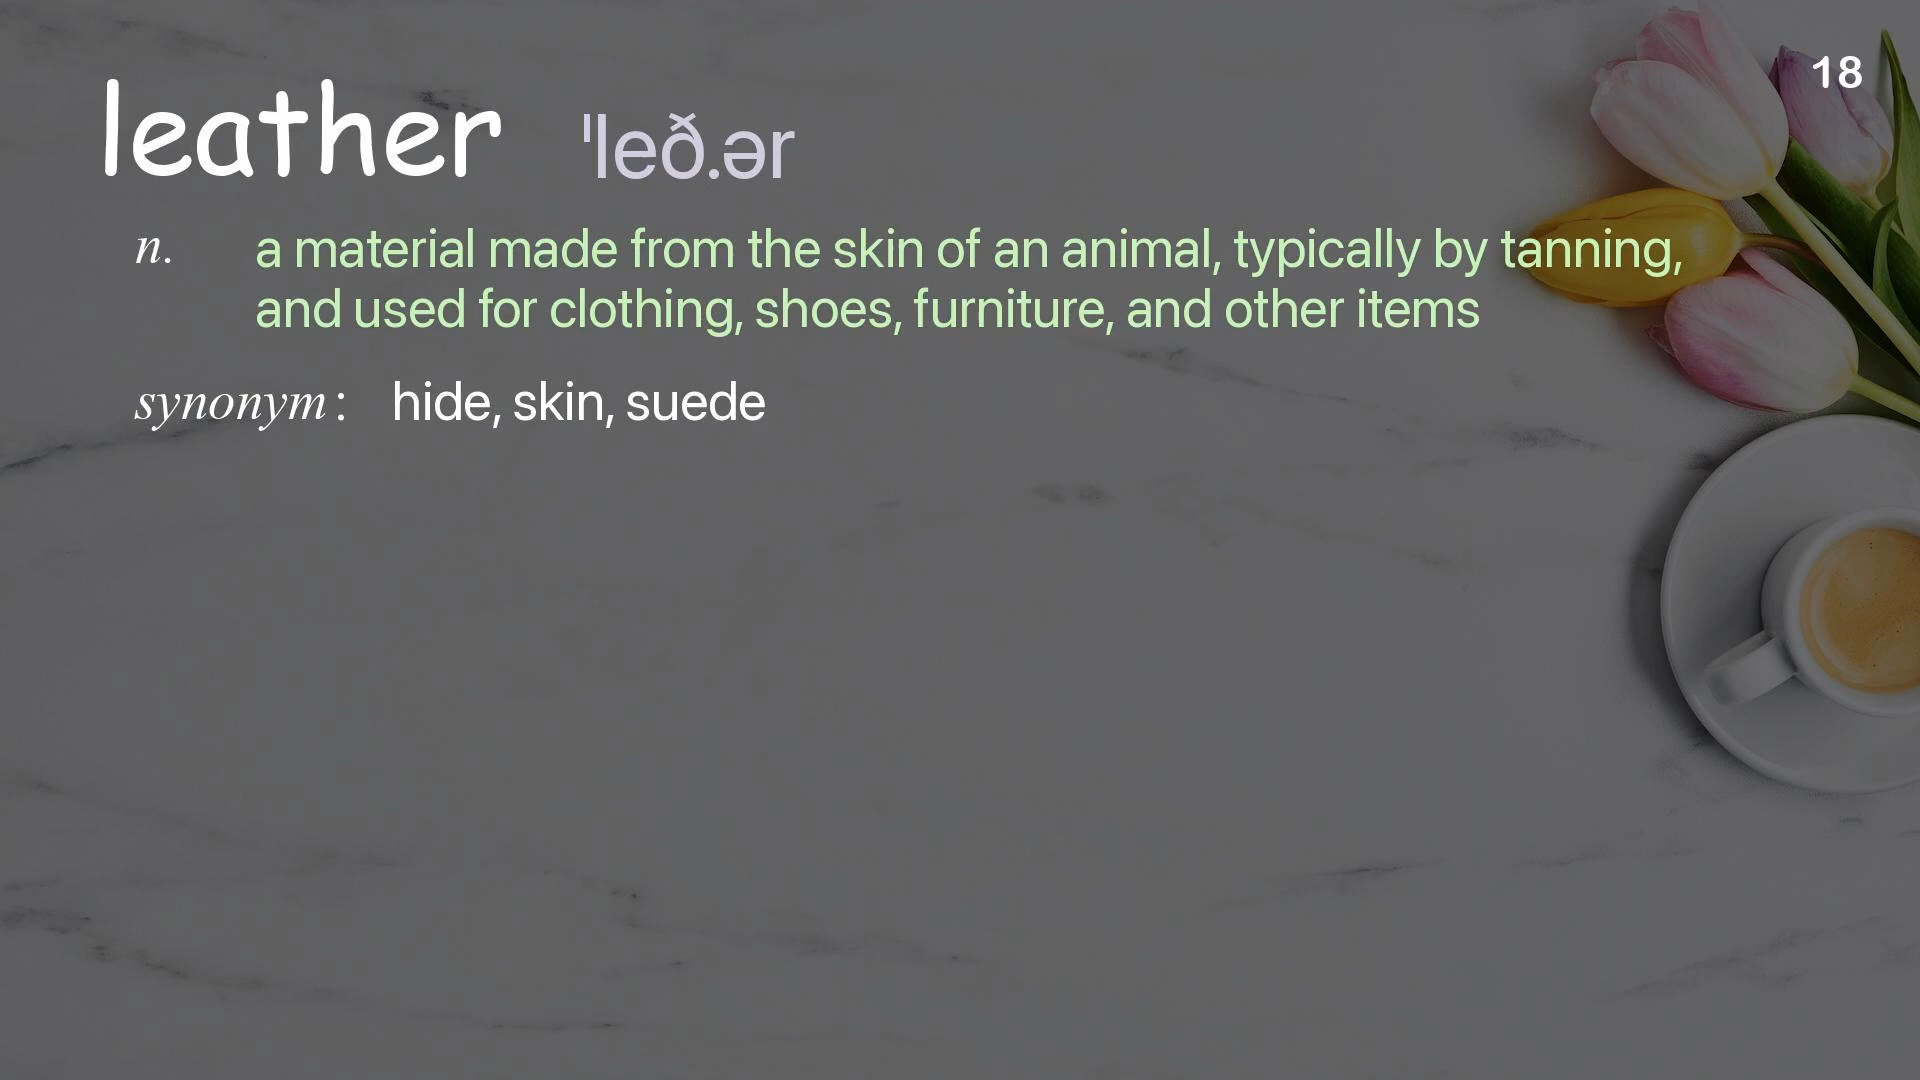 18
leather ˈleð.ər
n. a material made from the skin of an animal, typically by tanning,
and used for clothing, shoes, furniture, and other items
synonym: hide, skin, suede